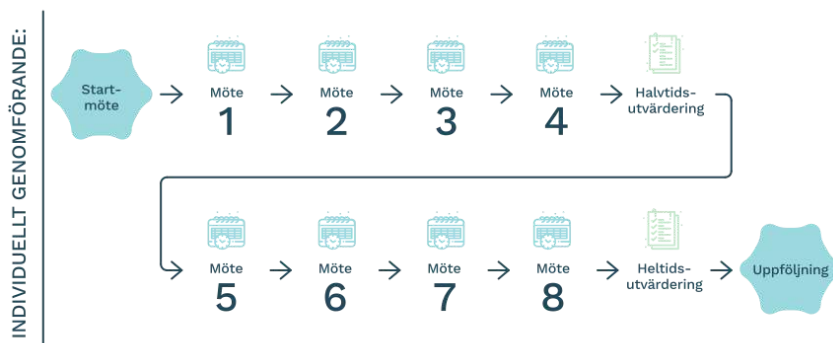 INDIVIDUELLT GENOMFÖRANDE:
Start-
möte
Möte
1
Möte
2
Möte
3
Möte
4
Halvtids-
utvärdering
Möte
5
Möte
6
Möte
7
Möte
8
Heltids-
utvärdering
Uppföljning